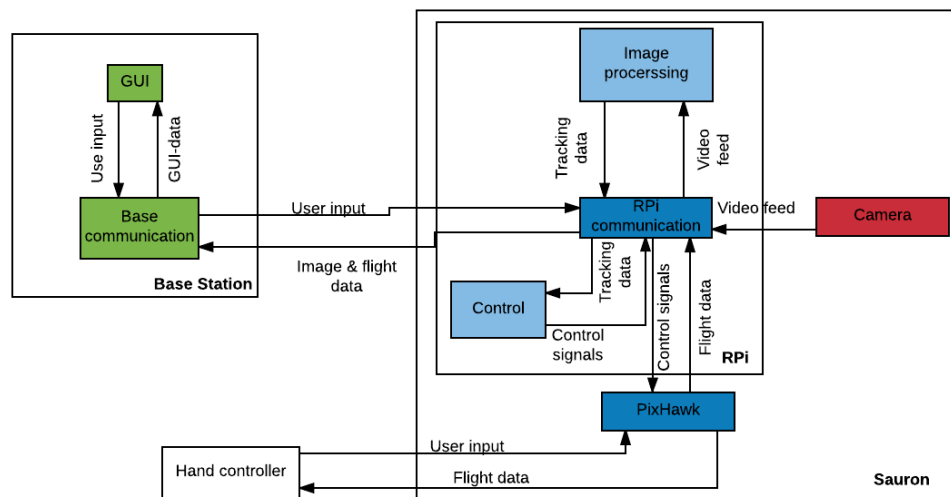 GUI
Use input
GUI-data
Base
communication
Base Station
User input
Image & flight
data
Image
procerssing
Tracking
data
Video
feed
RPi
communication
Video feed
Camera
Tracking
data
Control
Control
signals
Control signals
Flight data
RPi
PixHawk
User input
Hand controller
Flight data
Sauron